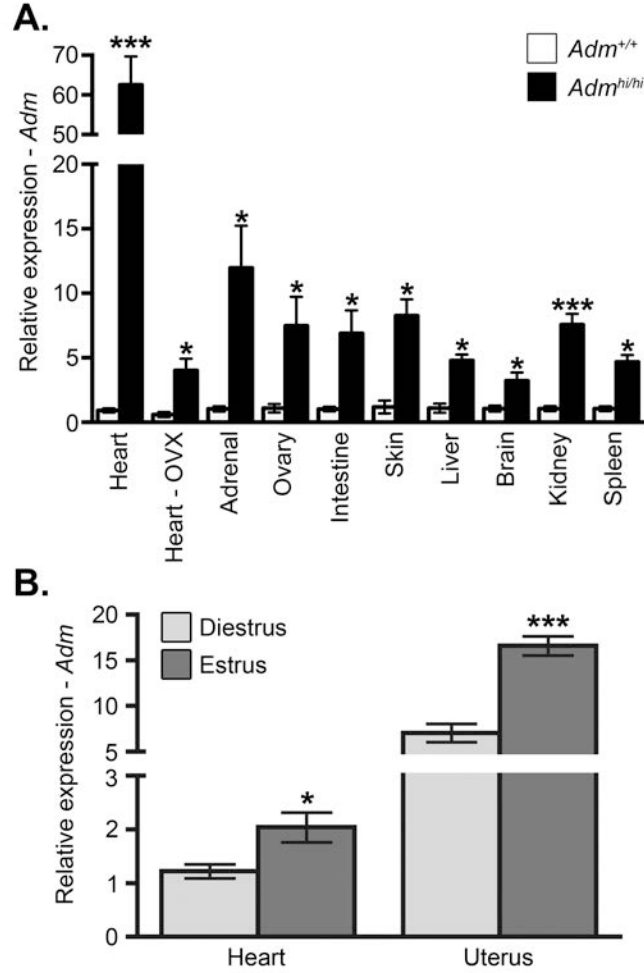 A.
Relative expression - Adm
70
60
50
20
15
10
5
0
***
*
*
*
*
*
*
*
***
*
Adm+/+
Admhi/hi
Heart
Heart - OVX
Adrenal
Ovary
Intestine
Skin
Liver
Brain
Kidney
Spleen
B.
Relative expression - Adm
20
15
10
5
3
2
1
0
Diestrus
Estrus
*
***
Heart
Uterus